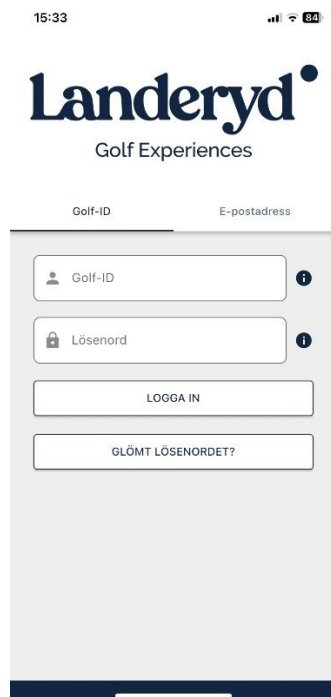 15:33
84
Landeryd
Golf Experiences
Golf-ID
E-postadress
Golf-ID
Lösenord
LOGGA IN
GLÖMT LÖSENORDET?